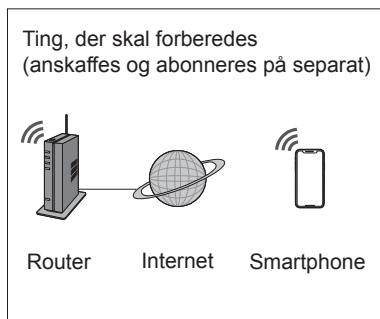 Ting, der skal forberedes
(anskaffes og abonneres på separat)
Router Internet Smartphone